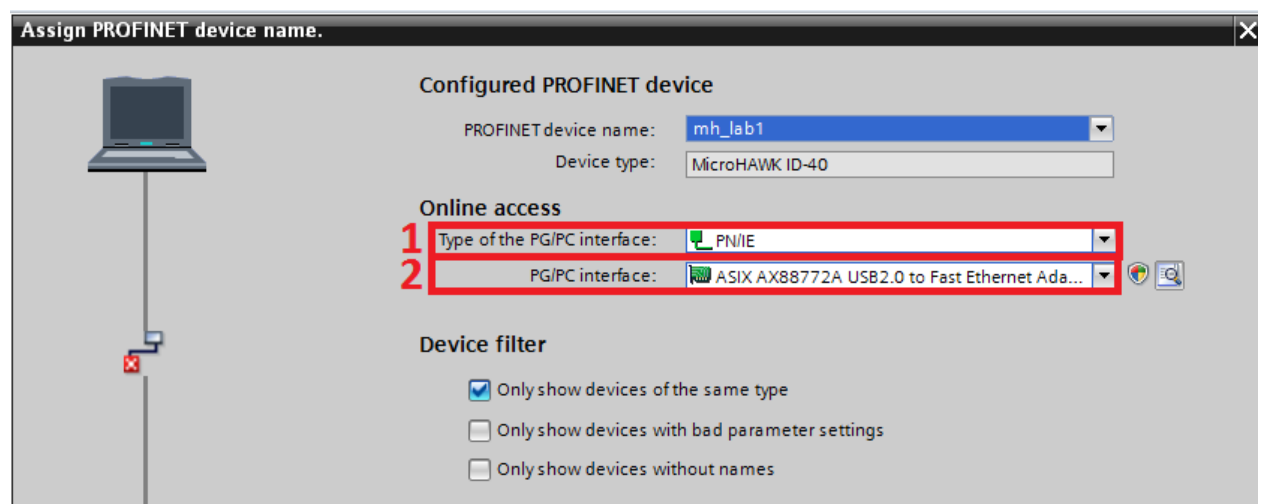 Assign PROFINET device name.
Configured PROFINET device
PROFINET device name: mh_lab1
Device type: MicroHAWK ID-40
Online access
1 Type of the PG/PC interface: PN/IE
2 PG/PC interface: ASIX AX88772A USB2.0 to Fast Ethernet Ada...
Device filter
Only show devices of the same type
Only show devices with bad parameter settings
Only show devices without names